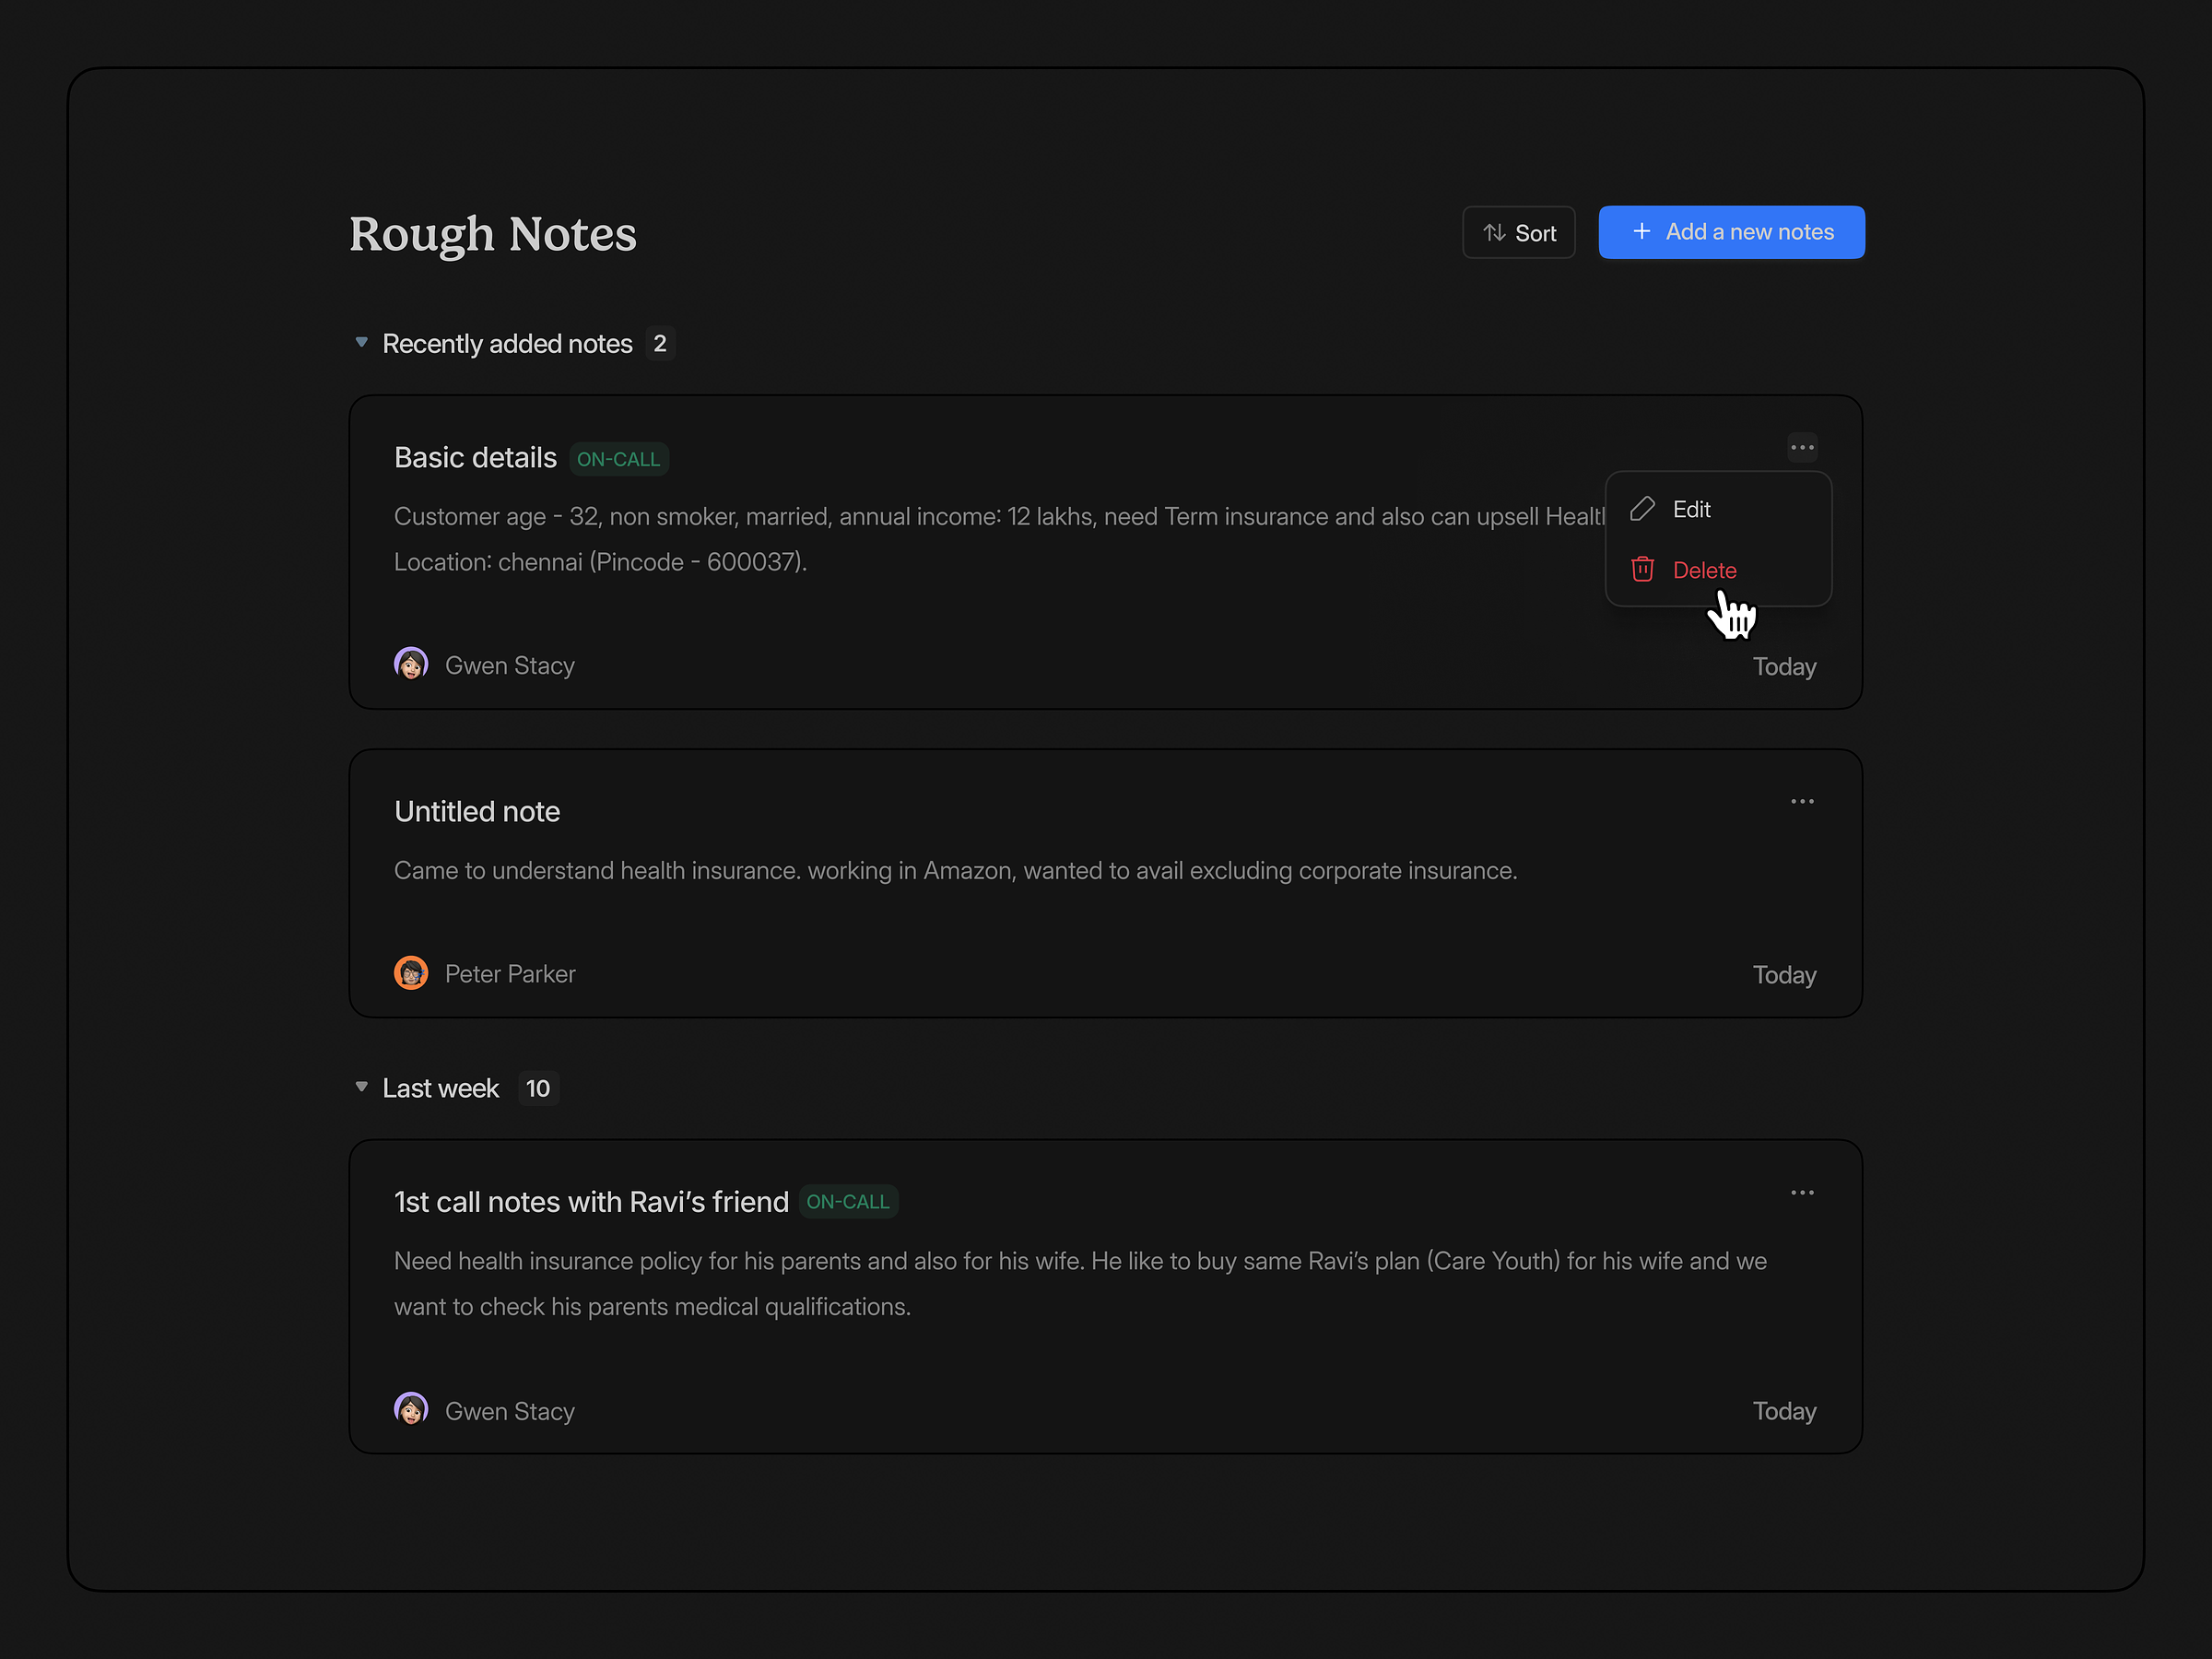 Rough Notes
Sort
Add a new notes
Recently added notes 2
Basic details ON-CALL
Customer age - 32, non smoker, married, annual income: 12 lakhs, need Term insurance and also can upsell
Location: chennai (Pincode - 600037).
Edit
Delete
Gwen Stacy
Today
Untitled note
Came to understand health insurance. working in Amazon, wanted to avail excluding corporate insurance.
Peter Parker
Today
Last week 10
1st call notes with Ravi’s friend ON-CALL
Need health insurance policy for his parents and also for his wife. He like to buy same Ravi’s plan (Care Youth) for his wife and we
want to check his parents medical qualifications.
Gwen Stacy
Today